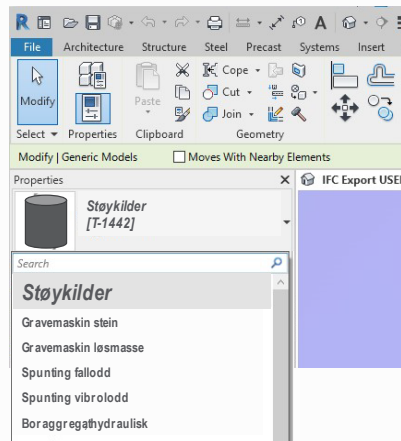 File Architecture Structure Steel Precast Systems Insert
Modify
Paste
Cope
Cut
Join
Select Properties Clipboard Geometry
Modify | Generic Models Moves With Nearby Elements
Properties
IFC Export USE
Støykilder
[T-1442]
Search
Støykilder
Gravemaskin stein
Gravemaskin løsmasse
Spunting fallodd
Spunting vibrolodd
Boraggregathydraulisk